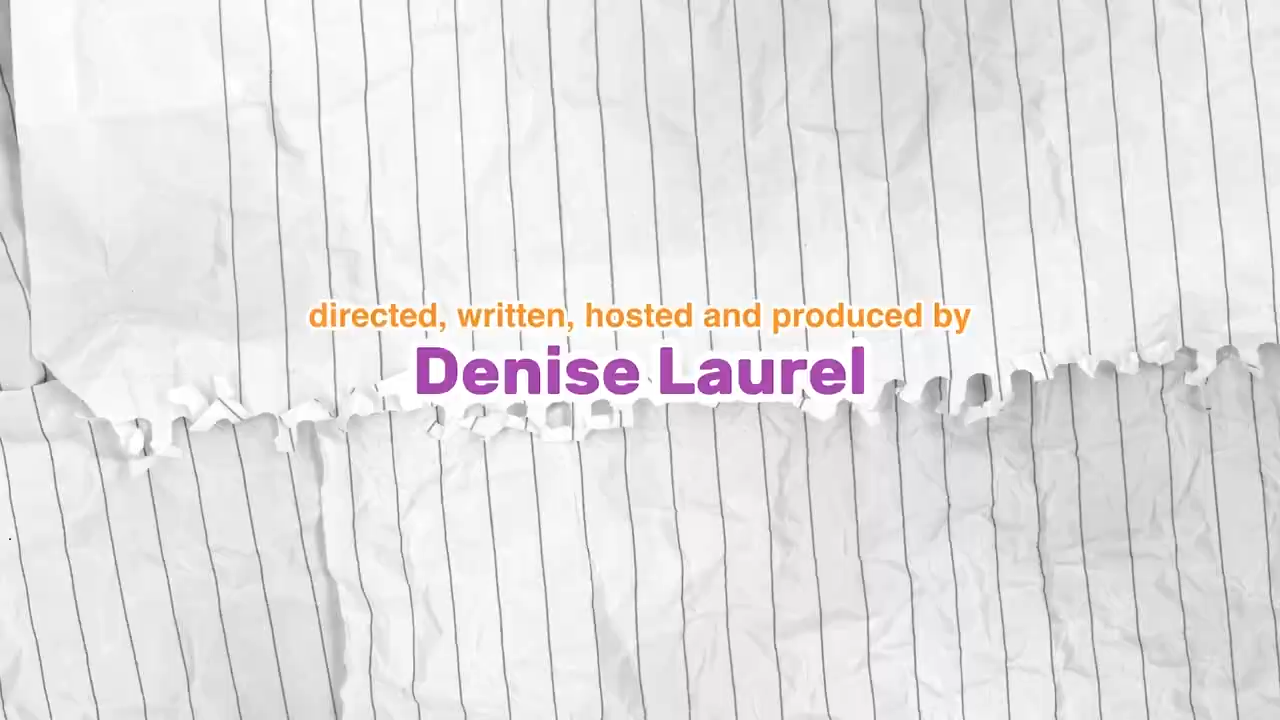 directed, written, hosted and produced by
Denise Laurel